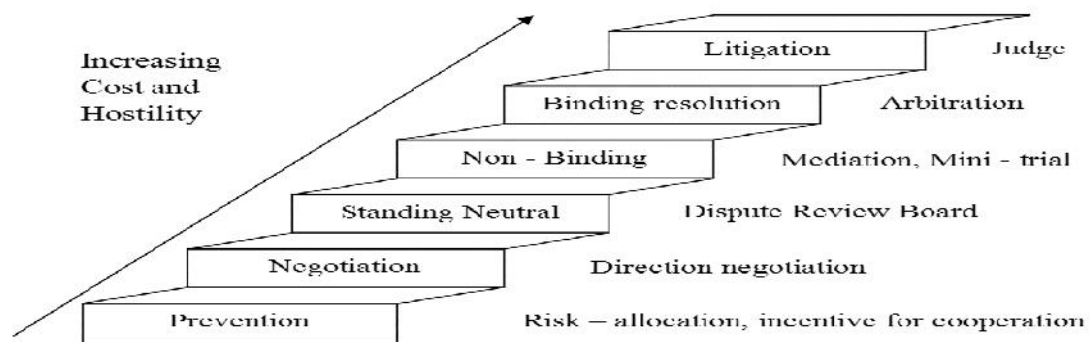 Increasing
Cost and
Hostility
Litigation
Judge
Binding resolution
Arbitration
Non - Binding
Mediation, Mini - trial
Standing Neutral
Dispute Review Board
Negotiation
Direction negotiation
Prevention
Risk – allocation, incentive for cooperation